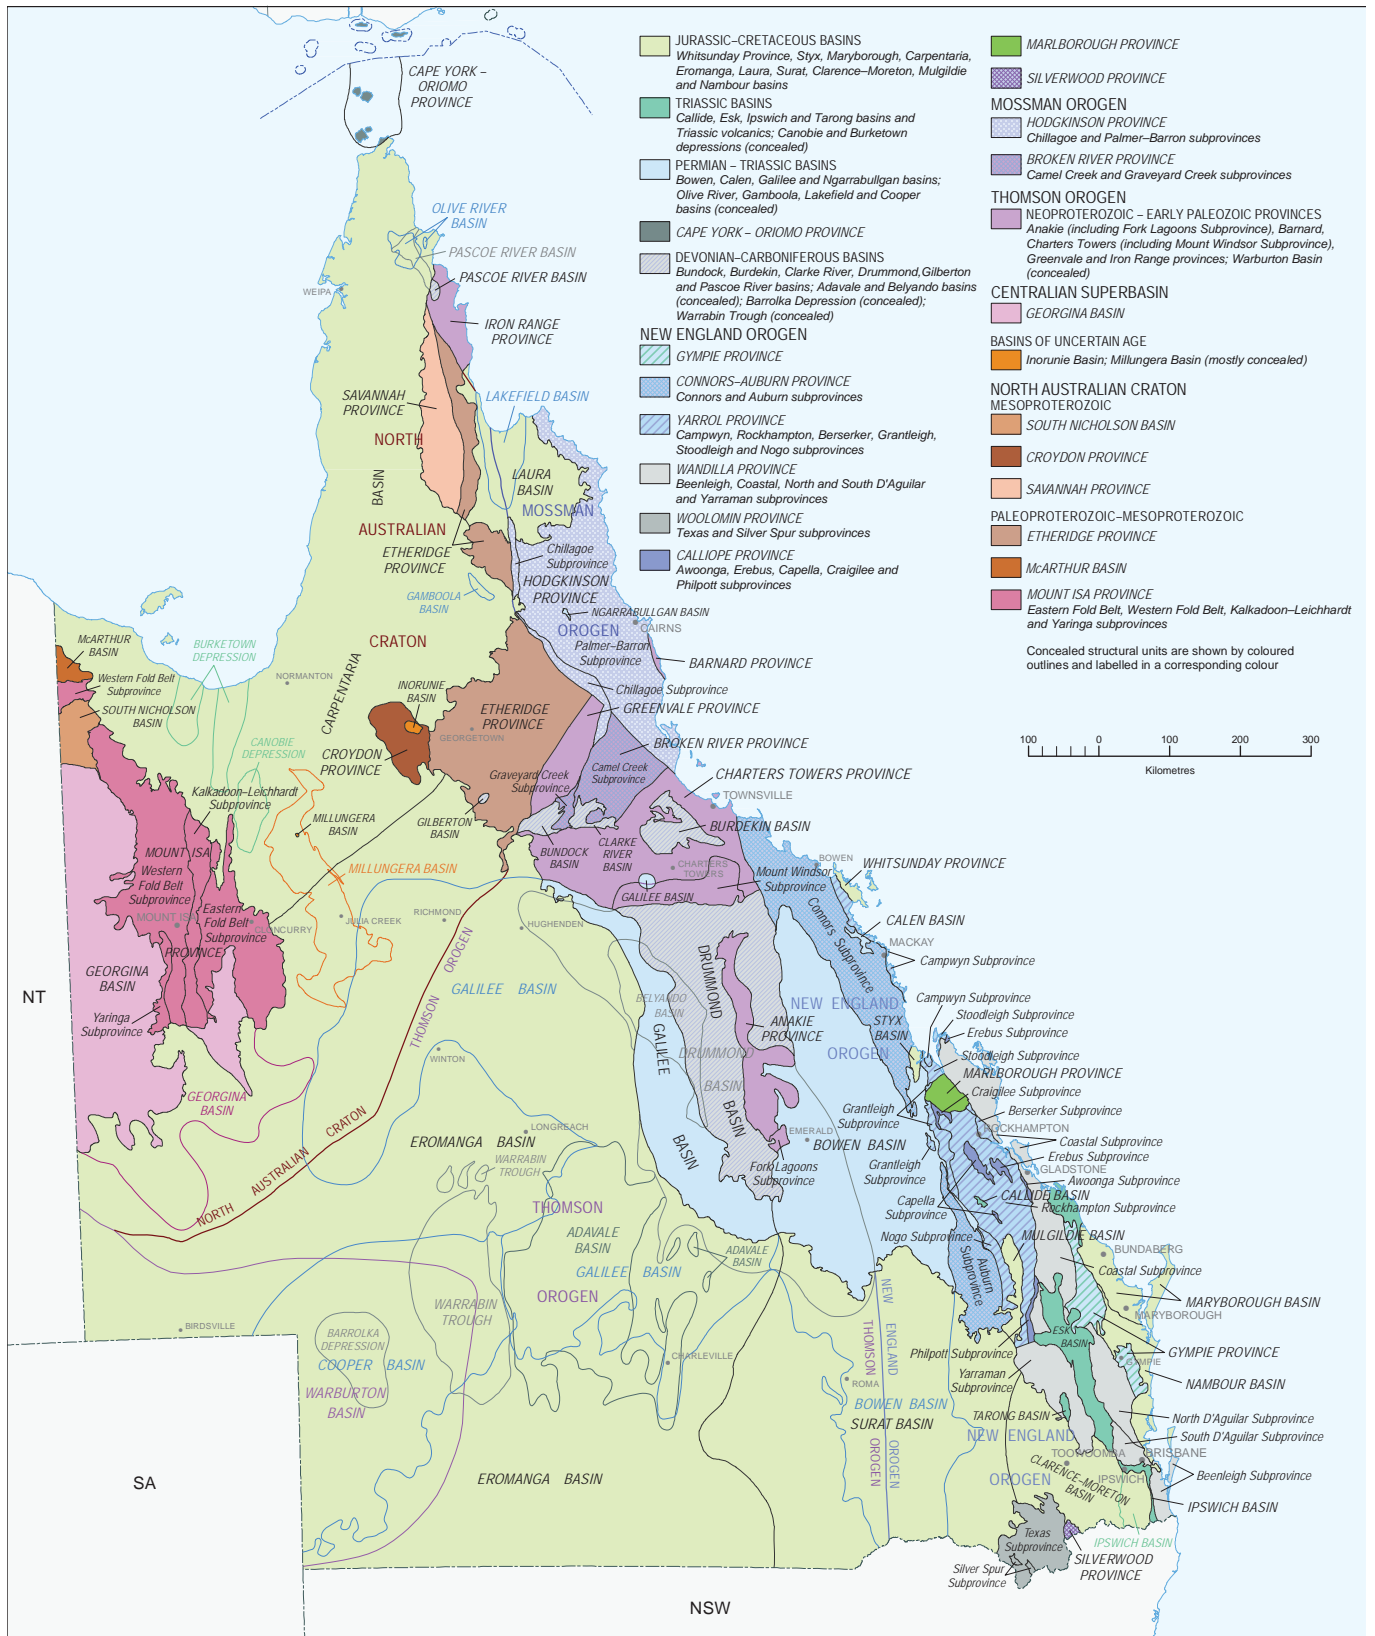 JURASSIC–CRETACEOUS BASINS
Whitsunday Province, Styx, Maryborough, Carpentaria,
Eromanga, Laura, Surat, Clarence–Moreton, Mulgildie
and Nambour basins
TRIASSIC BASINS
Callide, Esk, Ipswich and Tarong basins and
Triassic volcanics; Canobie and Burketown
depressions (concealed)
PERMIAN – TRIASSIC BASINS
Bowen, Calen, Galilee and Ngarrabullgan basins;
Olive River, Gamboola, Lakefield and Cooper
basins (concealed)
CAPE YORK – ORIOMO PROVINCE
DEVONIAN–CARBONIFEROUS BASINS
Bundock, Burdekin, Clarke River, Drummond,Gilberton
and Pascoe River basins; Adavale and Belyando basins
(concealed); Barrolka Depression (concealed);
Warrabin Trough (concealed)
NEW ENGLAND OROGEN
GYMPIE PROVINCE
CONNORS–AUBURN PROVINCE
Connors and Auburn subprovinces
YARROL PROVINCE
Campwyn, Rockhampton, Berserker, Grantleigh,
Stoodleigh and Nogo subprovinces
WANDILLA PROVINCE
Beenleigh, Coastal, North and South D'Aguilar
and Yarraman subprovinces
WOOLOMIN PROVINCE
Texas and Silver Spur subprovinces
CALLIOPE PROVINCE
Awoonga, Erebus, Capella, Craigilee and
Philpott subprovinces
MARLBOROUGH PROVINCE
SILVERWOOD PROVINCE
MOSSMAN OROGEN
HODGKINSON PROVINCE
Chillagoe and Palmer–Barron subprovinces
BROKEN RIVER PROVINCE
Camel Creek and Graveyard Creek subprovinces
THOMSON OROGEN
NEOPROTEROZOIC – EARLY PALEOZOIC PROVINCES
Anakie (including Fork Lagoons Subprovince), Barnard,
Charters Towers (including Mount Windsor Subprovince),
Greenvale and Iron Range provinces; Warburton Basin
(concealed)
CENTRALIAN SUPERBASIN
GEORGINA BASIN
BASINS OF UNCERTAIN AGE
Inorunie Basin; Millungera Basin (mostly concealed)
NORTH AUSTRALIAN CRATON
MESOPROTEROZOIC
SOUTH NICHOLSON BASIN
CROYDON PROVINCE
SAVANNAH PROVINCE
PALEOPROTEROZOIC–MESOPROTEROZOIC
ETHERIDGE PROVINCE
McARTHUR BASIN
MOUNT ISA PROVINCE
Eastern Fold Belt, Western Fold Belt, Kalkadoon–Leichhardt
and Yaringa subprovinces
Concealed structural units are shown by coloured
outlines and labelled in a corresponding colour
100 0 100 200 300
Kilometres
CAPE YORK –
ORIOMO
PROVINCE
OLIVE RIVER
BASIN
PASCOE RIVER BASIN
PASCOE RIVER BASIN
WEIPA
IRON RANGE
PROVINCE
SAVANNAH
PROVINCE
LAKEFIELD BASIN
NORTH
BASIN
LAURA
BASIN
MOSSMAN
AUSTRALIAN
ETHERIDGE
PROVINCE
Chillagoe
Subprovince
HODGKINSON
PROVINCE
GAMBOOLA
BASIN
NGARRABULLGAN BASIN
CAIRNS
OROGEN
CRATON
Palmer–Barron
Subprovince
BARNARD PROVINCE
McARTHUR
BASIN
BURKETOWN
DEPRESSION
Western Fold Belt
Subprovince
NORMANTON
INORUNIE
BASIN
Chillagoe Subprovince
CARPENTARIA
SOUTH NICHOLSON
BASIN
ETHERIDGE
PROVINCE
GREENVALE PROVINCE
GEORGETOWN
CANOBIE
DEPRESSION
CROYDON
PROVINCE
BROKEN RIVER PROVINCE
Camel Creek
Subprovince
Graveyard Creek
Subprovince
CHARTERS TOWERS PROVINCE
TOWNSVILLE
Kalkadoon–Leichhardt
Subprovince
MILLUNGERA
BASIN
GILBERTON
BASIN
BURDEKIN BASIN
BUNDOCK
BASIN
CLARKE
RIVER
BASIN
MOUNT ISA
MILLUNGERA BASIN
CHARTERS
TOWERS
BOWEN
WHITSUNDAY PROVINCE
Mount Windsor
Subprovince
Western
Fold Belt
Subprovince
GALILEE BASIN
Eastern
Fold Belt
Subprovince
MOUNT ISA
CLONCURRY
JULIA CREEK
RICHMOND
HUGHENDEN
PROVINCE
CALEN BASIN
MACKAY
Campwyn Subprovince
Connors Subprovince
DRUMMOND
THOMSON
OROGEN
GEORGINA
BASIN
NT
GALILEE BASIN
BELYANDO
BASIN
NEW ENGLAND
Campwyn Subprovince
Stoodleigh Subprovince
Yaringa
Subprovince
ANAKIE
PROVINCE
STYX
BASIN
Erebus Subprovince
GALILEE
DRUMMOND
OROGEN
Stoodleigh Subprovince
WINTON
MARLBOROUGH PROVINCE
BASIN
GEORGINA
BASIN
Craigilee Subprovince
Grantleigh
Subprovince
Berserker Subprovince
CRATON
BASIN
ROCKHAMPTON
LONGREACH
EMERALD
EROMANGA BASIN
BOWEN BASIN
Coastal Subprovince
BASIN
WARRABIN
TROUGH
Fork Lagoons
Subprovince
Grantleigh
Subprovince
Erebus Subprovince
GLADSTONE
AUSTRALIAN
Awoonga Subprovince
CALLIDE BASIN
Capella
Subprovince
Rockhampton Subprovince
THOMSON
NORTH
ADAVALE
BASIN
Nogo Subprovince
MULGILDIE BASIN
ADAVALE
BASIN
BUNDABERG
GALILEE BASIN
Auburn
Subprovince
Coastal Subprovince
OROGEN
WARRABIN
TROUGH
MARYBOROUGH BASIN
MARYBOROUGH
BIRDSVILLE
NEW
ENGLAND
THOMSON
BARROLKA
DEPRESSION
ESK
BASIN
COOPER BASIN
CHARLEVILLE
Philpott Subprovince
GYMPIE PROVINCE
GYMPIE
Yarraman
Subprovince
NAMBOUR BASIN
ROMA
WARBURTON
BASIN
BOWEN BASIN
SURAT BASIN
TARONG BASIN
North D'Aguilar Subprovince
NEW ENGLAND
South D'Aguilar Subprovince
OROGEN
OROGEN
TOOWOOMBA
BRISBANE
SA
EROMANGA BASIN
OROGEN
CLARENCE–MORETON
BASIN
IPSWICH
Beenleigh Subprovince
IPSWICH BASIN
Texas
Subprovince
IPSWICH BASIN
Silver Spur
Subprovince
SILVERWOOD
PROVINCE
NSW